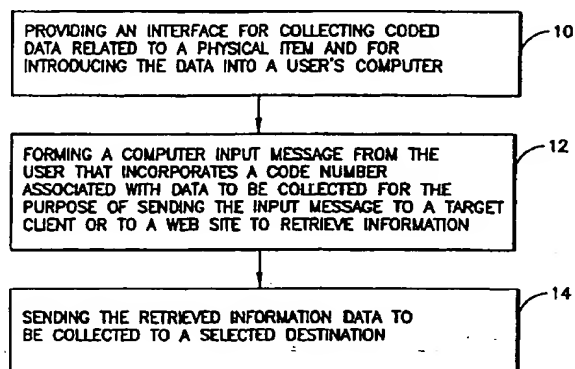 PROVIDING AN INTERFACE FOR COLLECTING CODED
DATA RELATED TO A PHYSICAL ITEM AND FOR
INTRODUCING THE DATA INTO A USER'S COMPUTER
10
FORMING A COMPUTER INPUT MESSAGE FROM THE
USER THAT INCORPORATES A CODE NUMBER
ASSOCIATED WITH DATA TO BE COLLECTED FOR THE
PURPOSE OF SENDING THE INPUT MESSAGE TO A TARGET
CLIENT OR TO A WEB SITE TO RETRIEVE INFORMATION
12
SENDING THE RETRIEVED INFORMATION DATA TO
BE COLLECTED TO A SELECTED DESTINATION
14